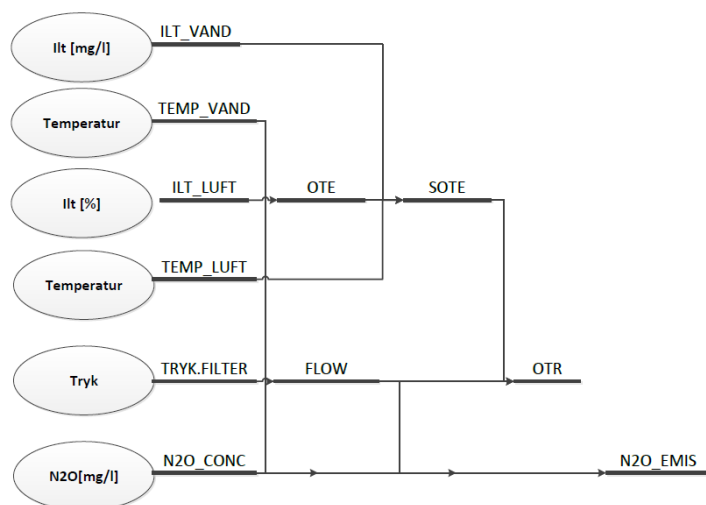 Ilt [mg/l] ILT_VAND
Temperatur TEMP_VAND
Ilt [%] ILT_LUFT OTE SOTE
Temperatur TEMP_LUFT
Tryk TRYK.FILTER FLOW OTR
N2O[mg/l] N2O_CONC N2O_EMIS